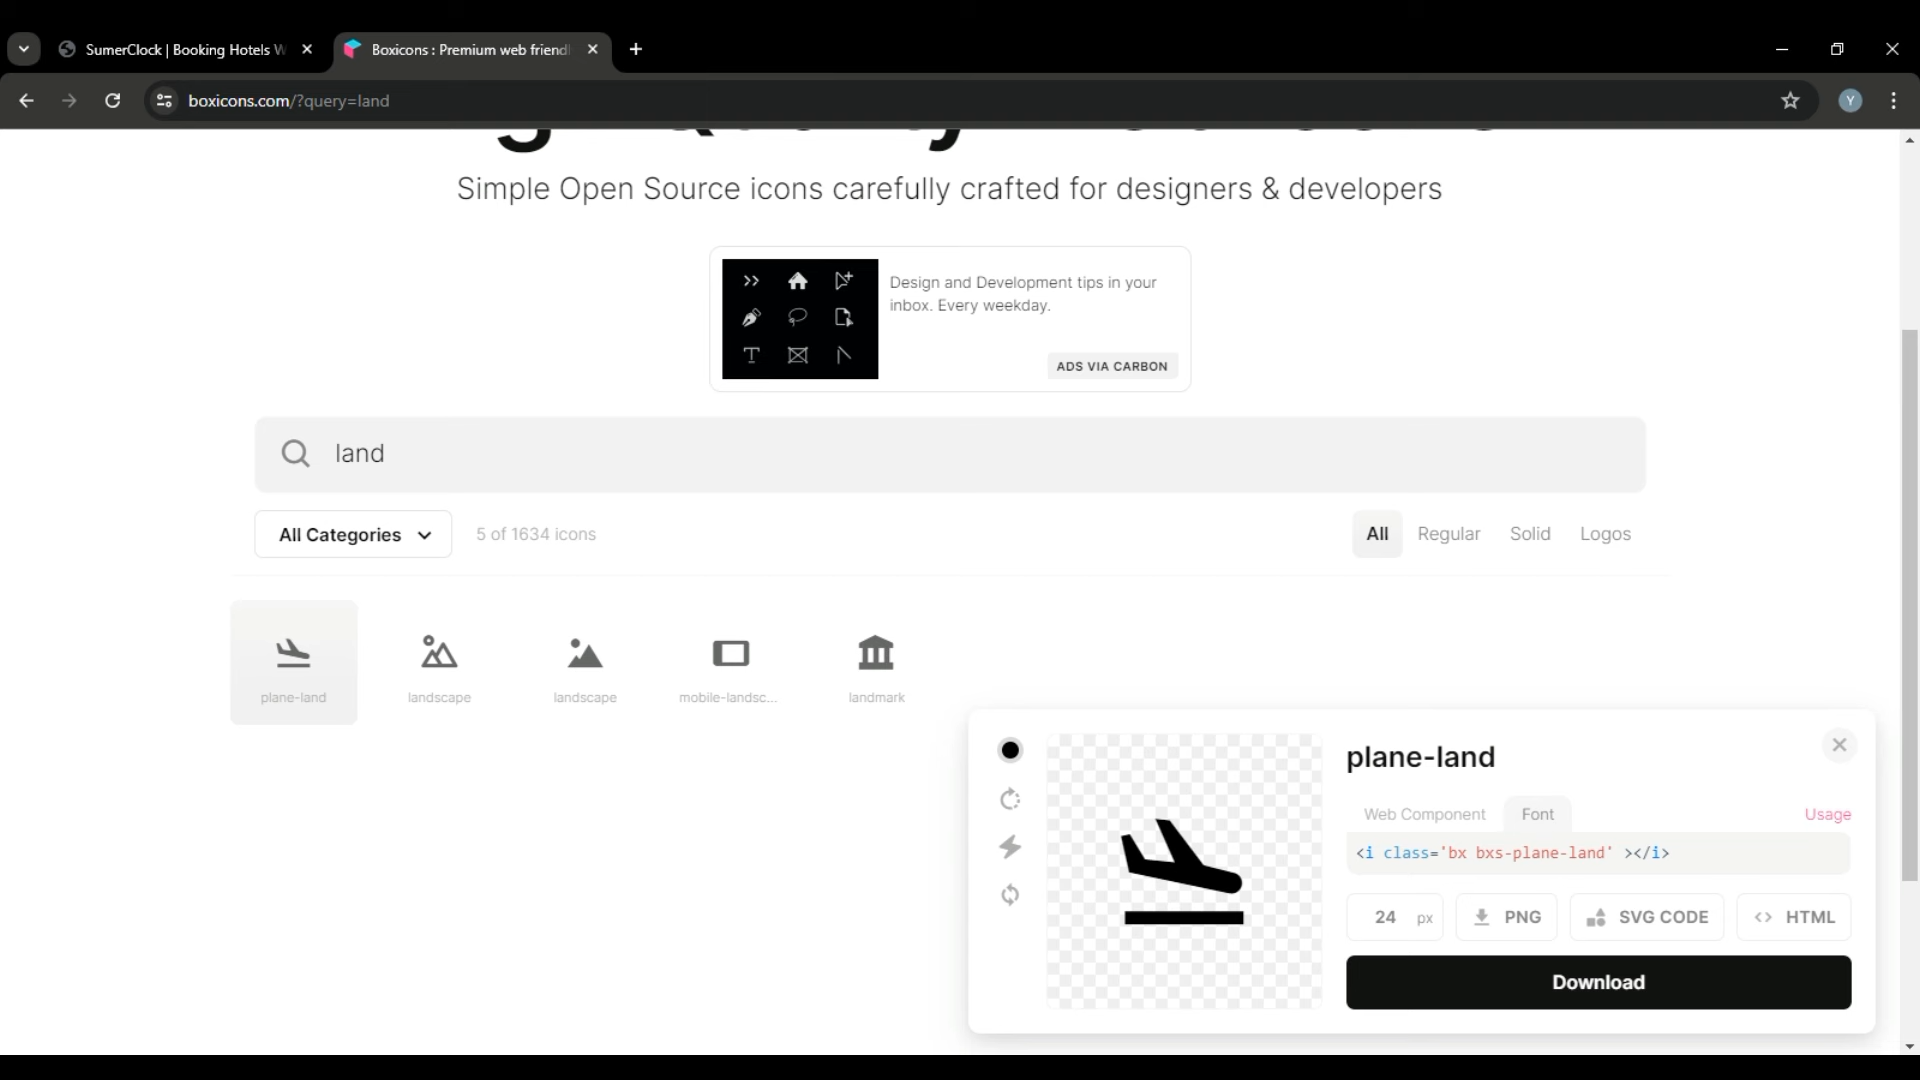 SumerClock | Booking Hotels W
Boxicons : Premium web friendl
boxicons.com/?query=land
Y
Simple Open Source icons carefully crafted for designers & developers
Design and Development tips in your
inbox. Every weekday.
ADS VIA CARBON
land
All Categories
5 of 1634 icons
All
Regular
Solid
Logos
plane-land
landscape
landscape
mobile-landsc...
landmark
plane-land
Web Component
Font
Usage
<i class='bx bxs-plane-land' ></i>
24 px
PNG
SVG CODE
HTML
Download